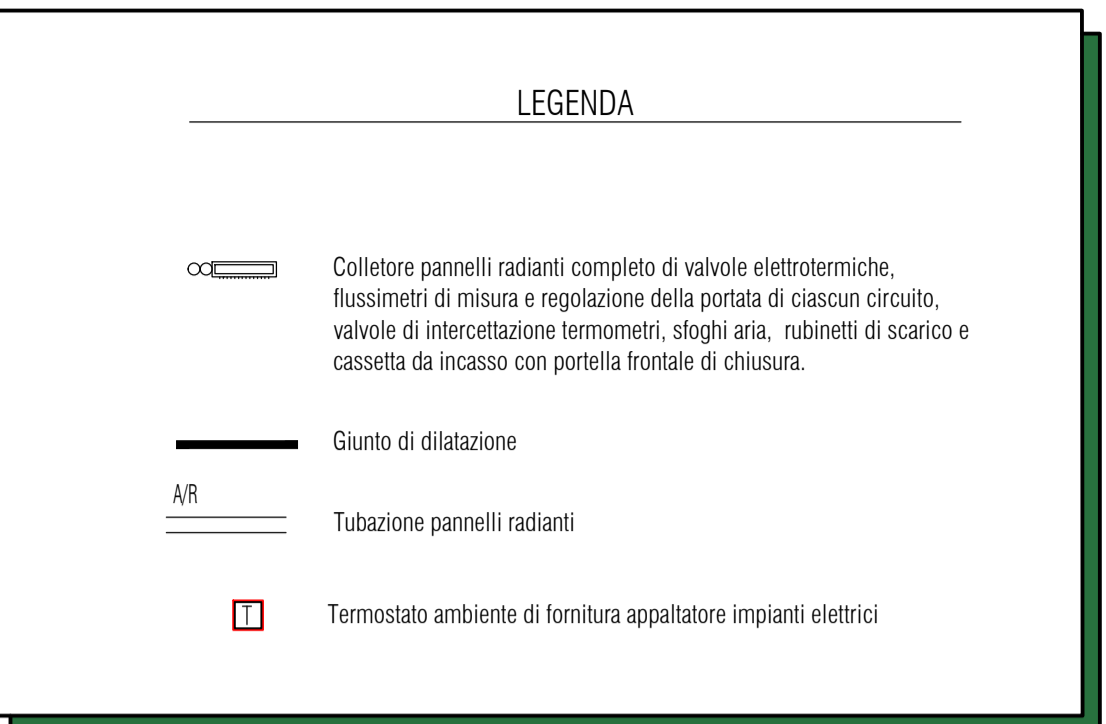 LEGENDA
Colletore pannelli radianti completo di valvole elettrotermiche,
flussimetri di misura e regolazione della portata di ciascun circuito,
valvole di intercettazione termometri, sfoghi aria, rubinetti di scarico e
cassetta da incasso con portella frontale di chiusura.
Giunto di dilatazione
A/R
Tubazione pannelli radianti
T
Termostato ambiente di fornitura appaltatore impianti elettrici